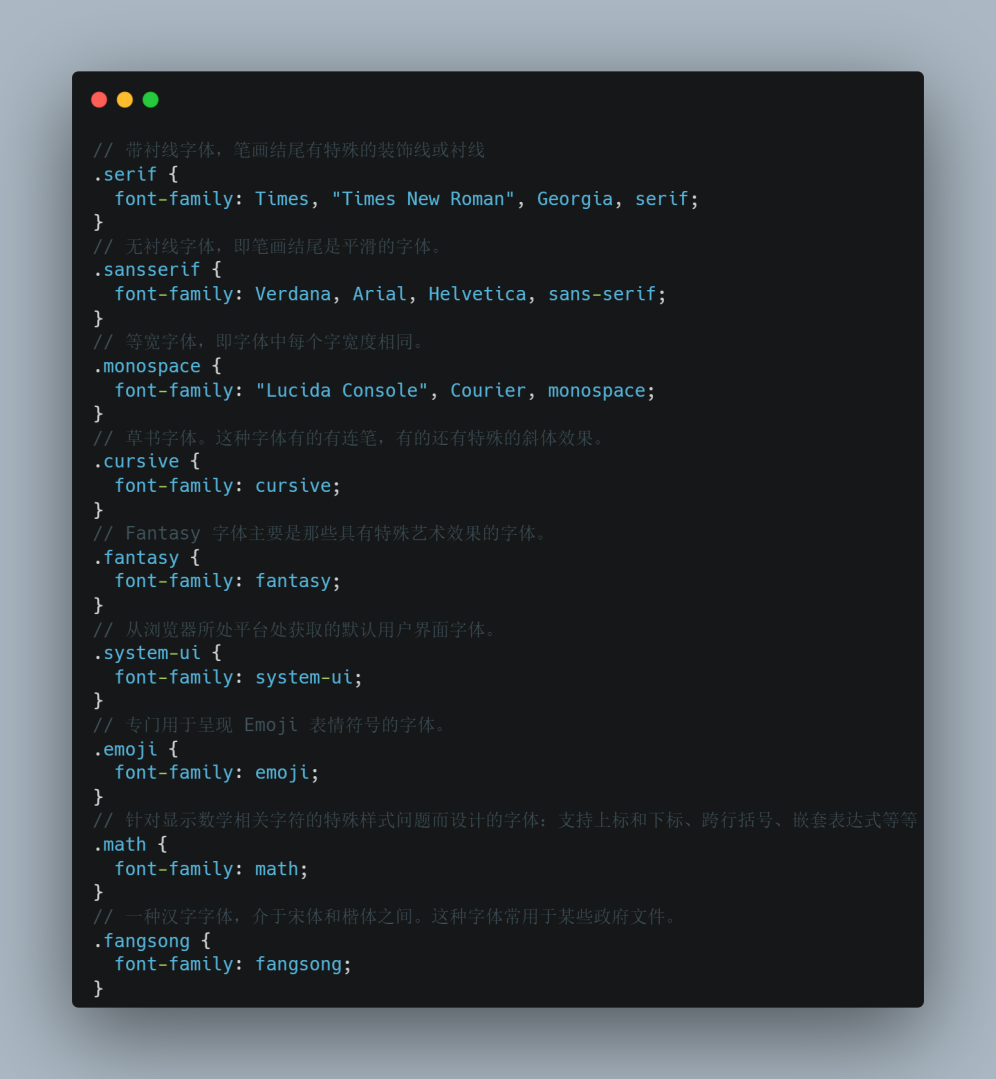 // 带衬线字体，笔画结尾有特殊的装饰线或衬线
.serif {
  font-family: Times, "Times New Roman", Georgia, serif;
}
// 无衬线字体，即笔画结尾是平滑的字体。
.sansserif {
  font-family: Verdana, Arial, Helvetica, sans-serif;
}
// 等宽字体，即字体中每个字宽度相同。
.monospace {
  font-family: "Lucida Console", Courier, monospace;
}
// 草书字体。这种字体有的有连笔，有的还有特殊的斜体效果。
.cursive {
  font-family: cursive;
}
// Fantasy 字体主要是那些具有特殊艺术效果的字体。
.fantasy {
  font-family: fantasy;
}
// 从浏览器所处平台处获取的默认用户界面字体。
.system-ui {
  font-family: system-ui;
}
// 专门用于呈现 Emoji 表情符号的字体。
.emoji {
  font-family: emoji;
}
// 针对显示数学相关字符的特殊样式问题而设计的字体：支持上标和下标、跨行括号、嵌套表达式等等
.math {
  font-family: math;
}
// 一种汉字字体，介于宋体和楷体之间。这种字体常用于某些政府文件。
.fangsong {
  font-family: fangsong;
}